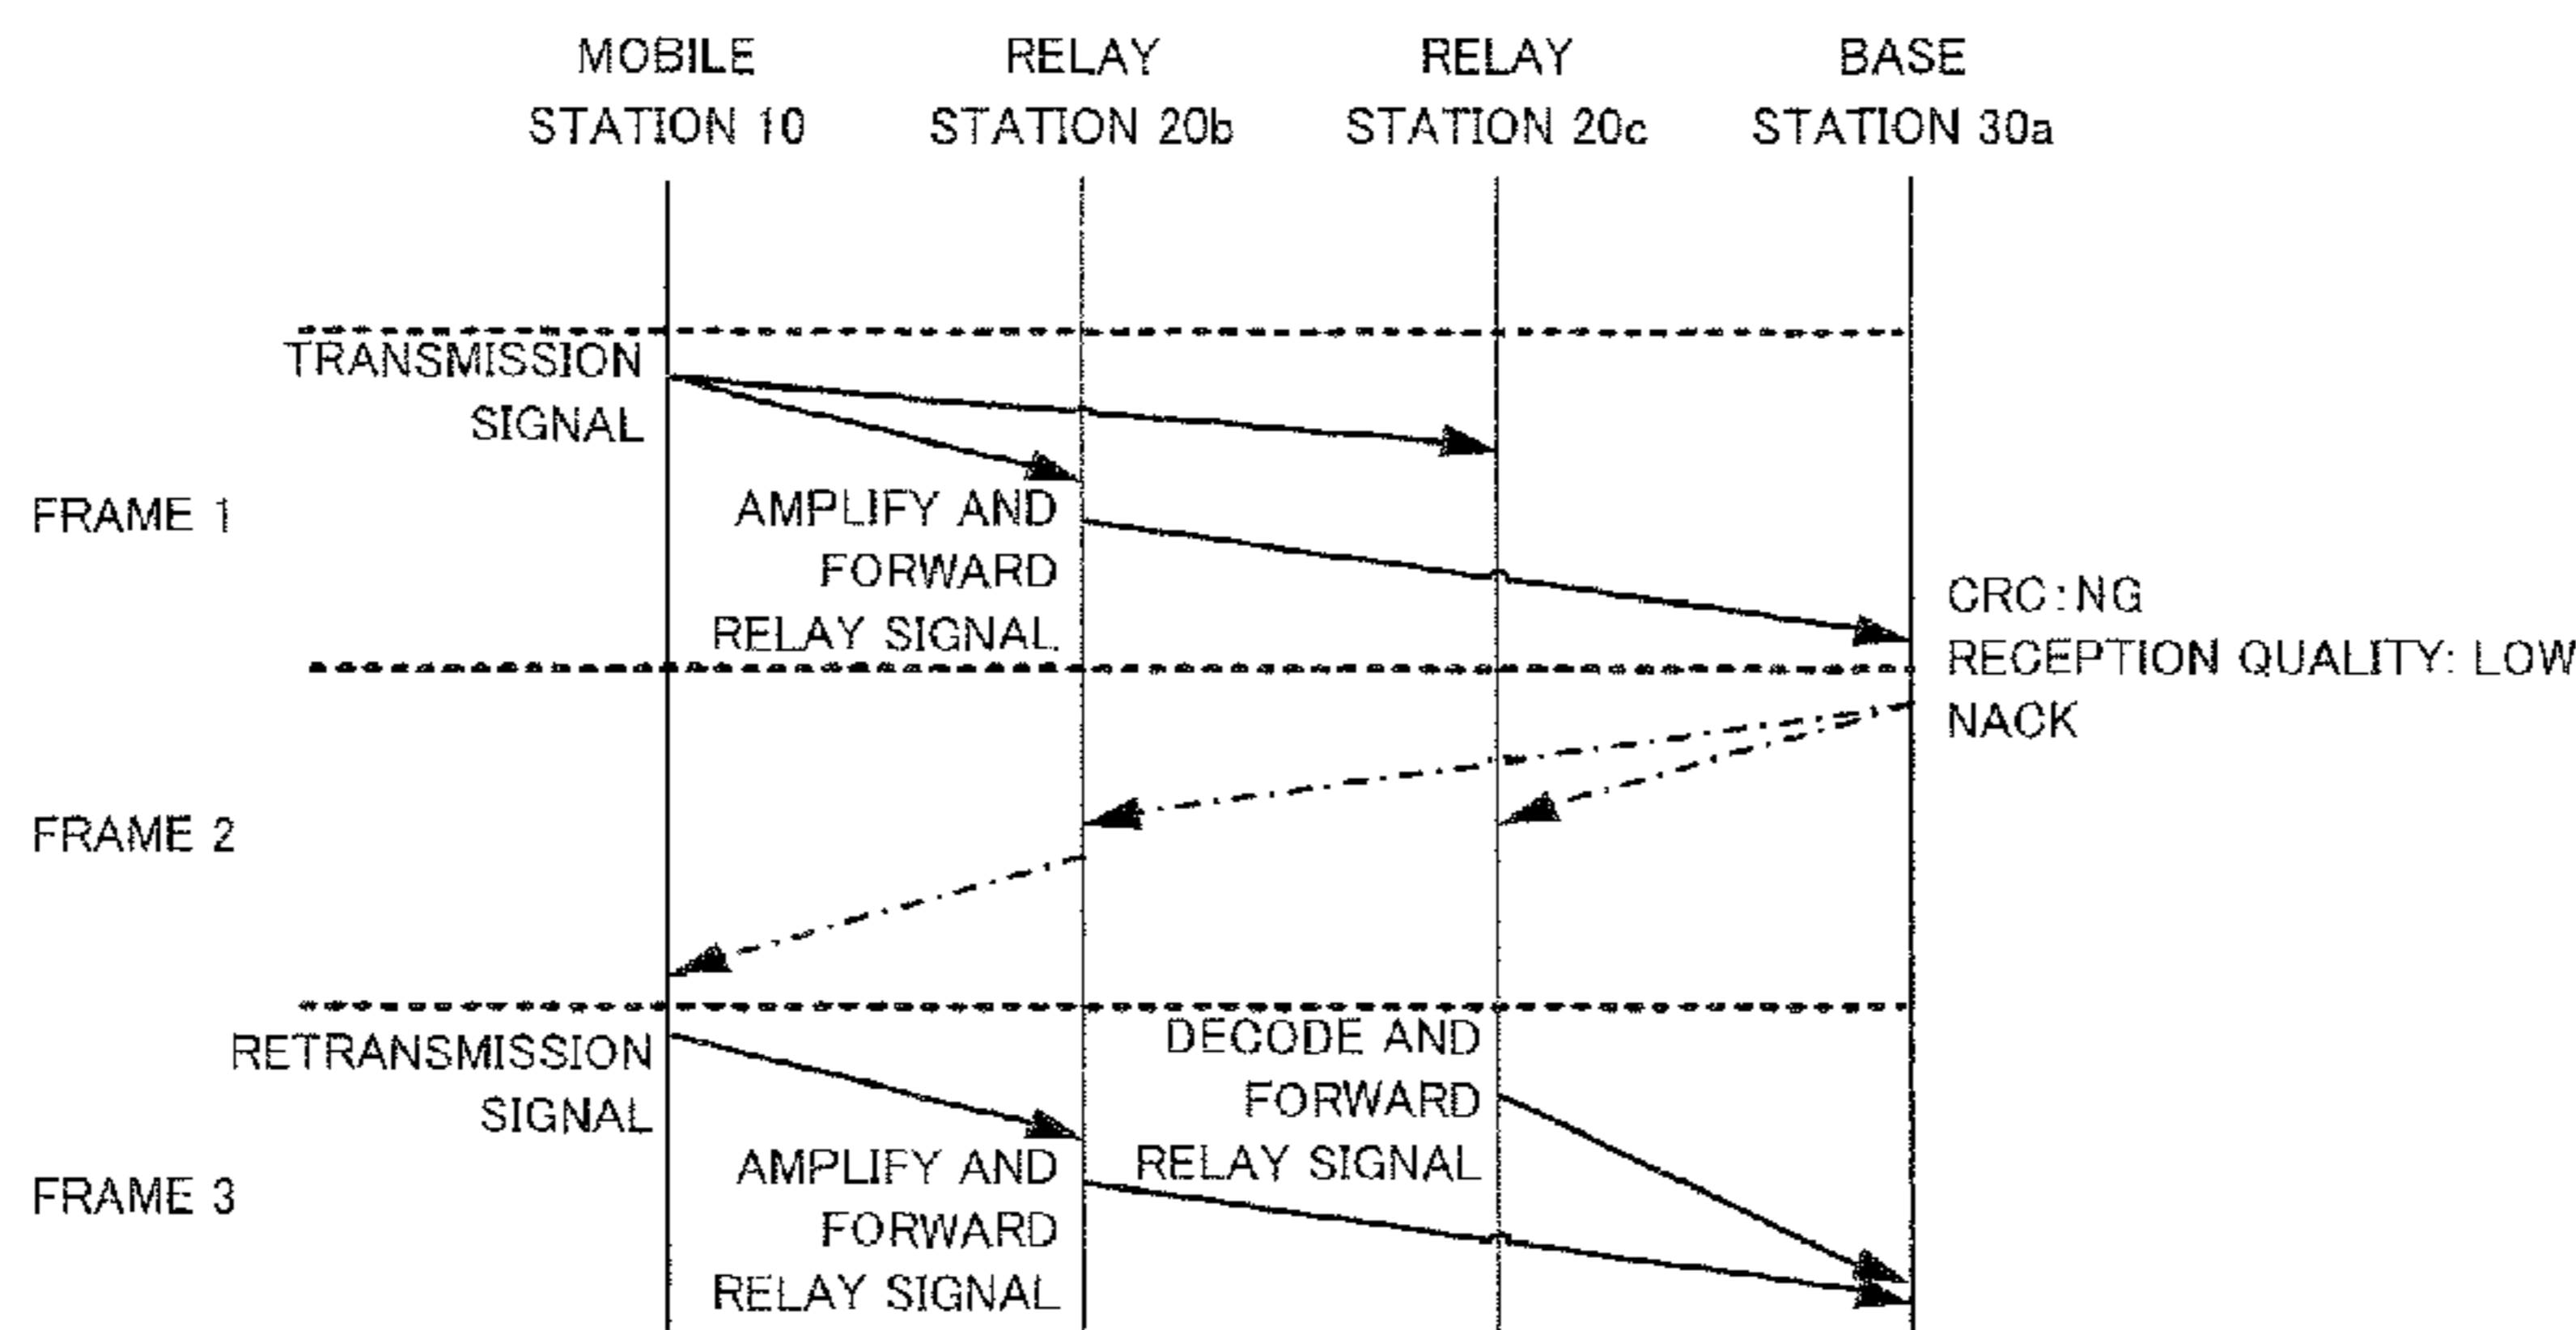 MOBILE
STATION 10
RELAY
STATION 20b
RELAY
STATION 20c
BASE
STATION 30a
TRANSMISSION
SIGNAL
FRAME 1
AMPLIFY AND
FORWARD
RELAY SIGNAL
CRC:NG
RECEPTION QUALITY: LOW
NACK
FRAME 2
RETRANSMISSION
SIGNAL
DECODE AND
FORWARD
RELAY SIGNAL
FRAME 3
AMPLIFY AND
FORWARD
RELAY SIGNAL